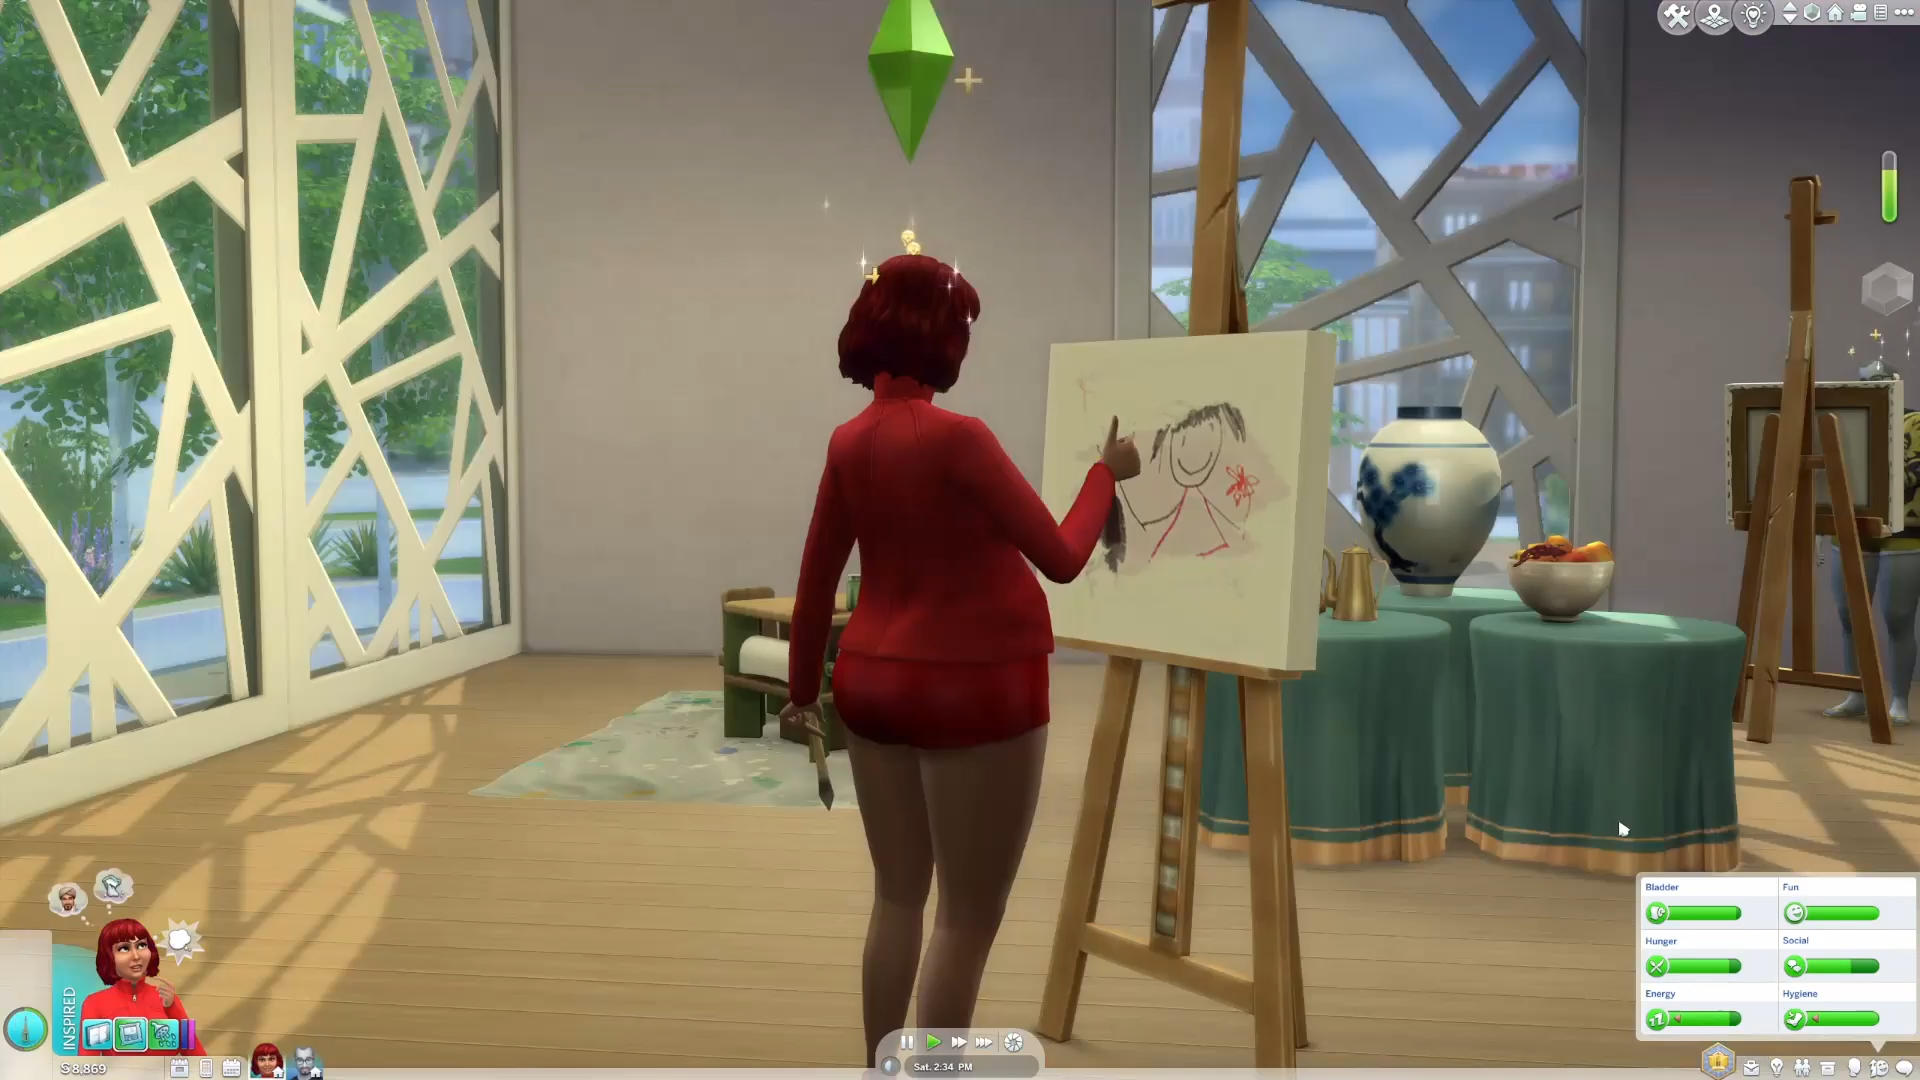 Bladder
Fun
Hunger
Social
Energy
Hygiene
INSPIRED
§8,869
Sat. 2:34 PM